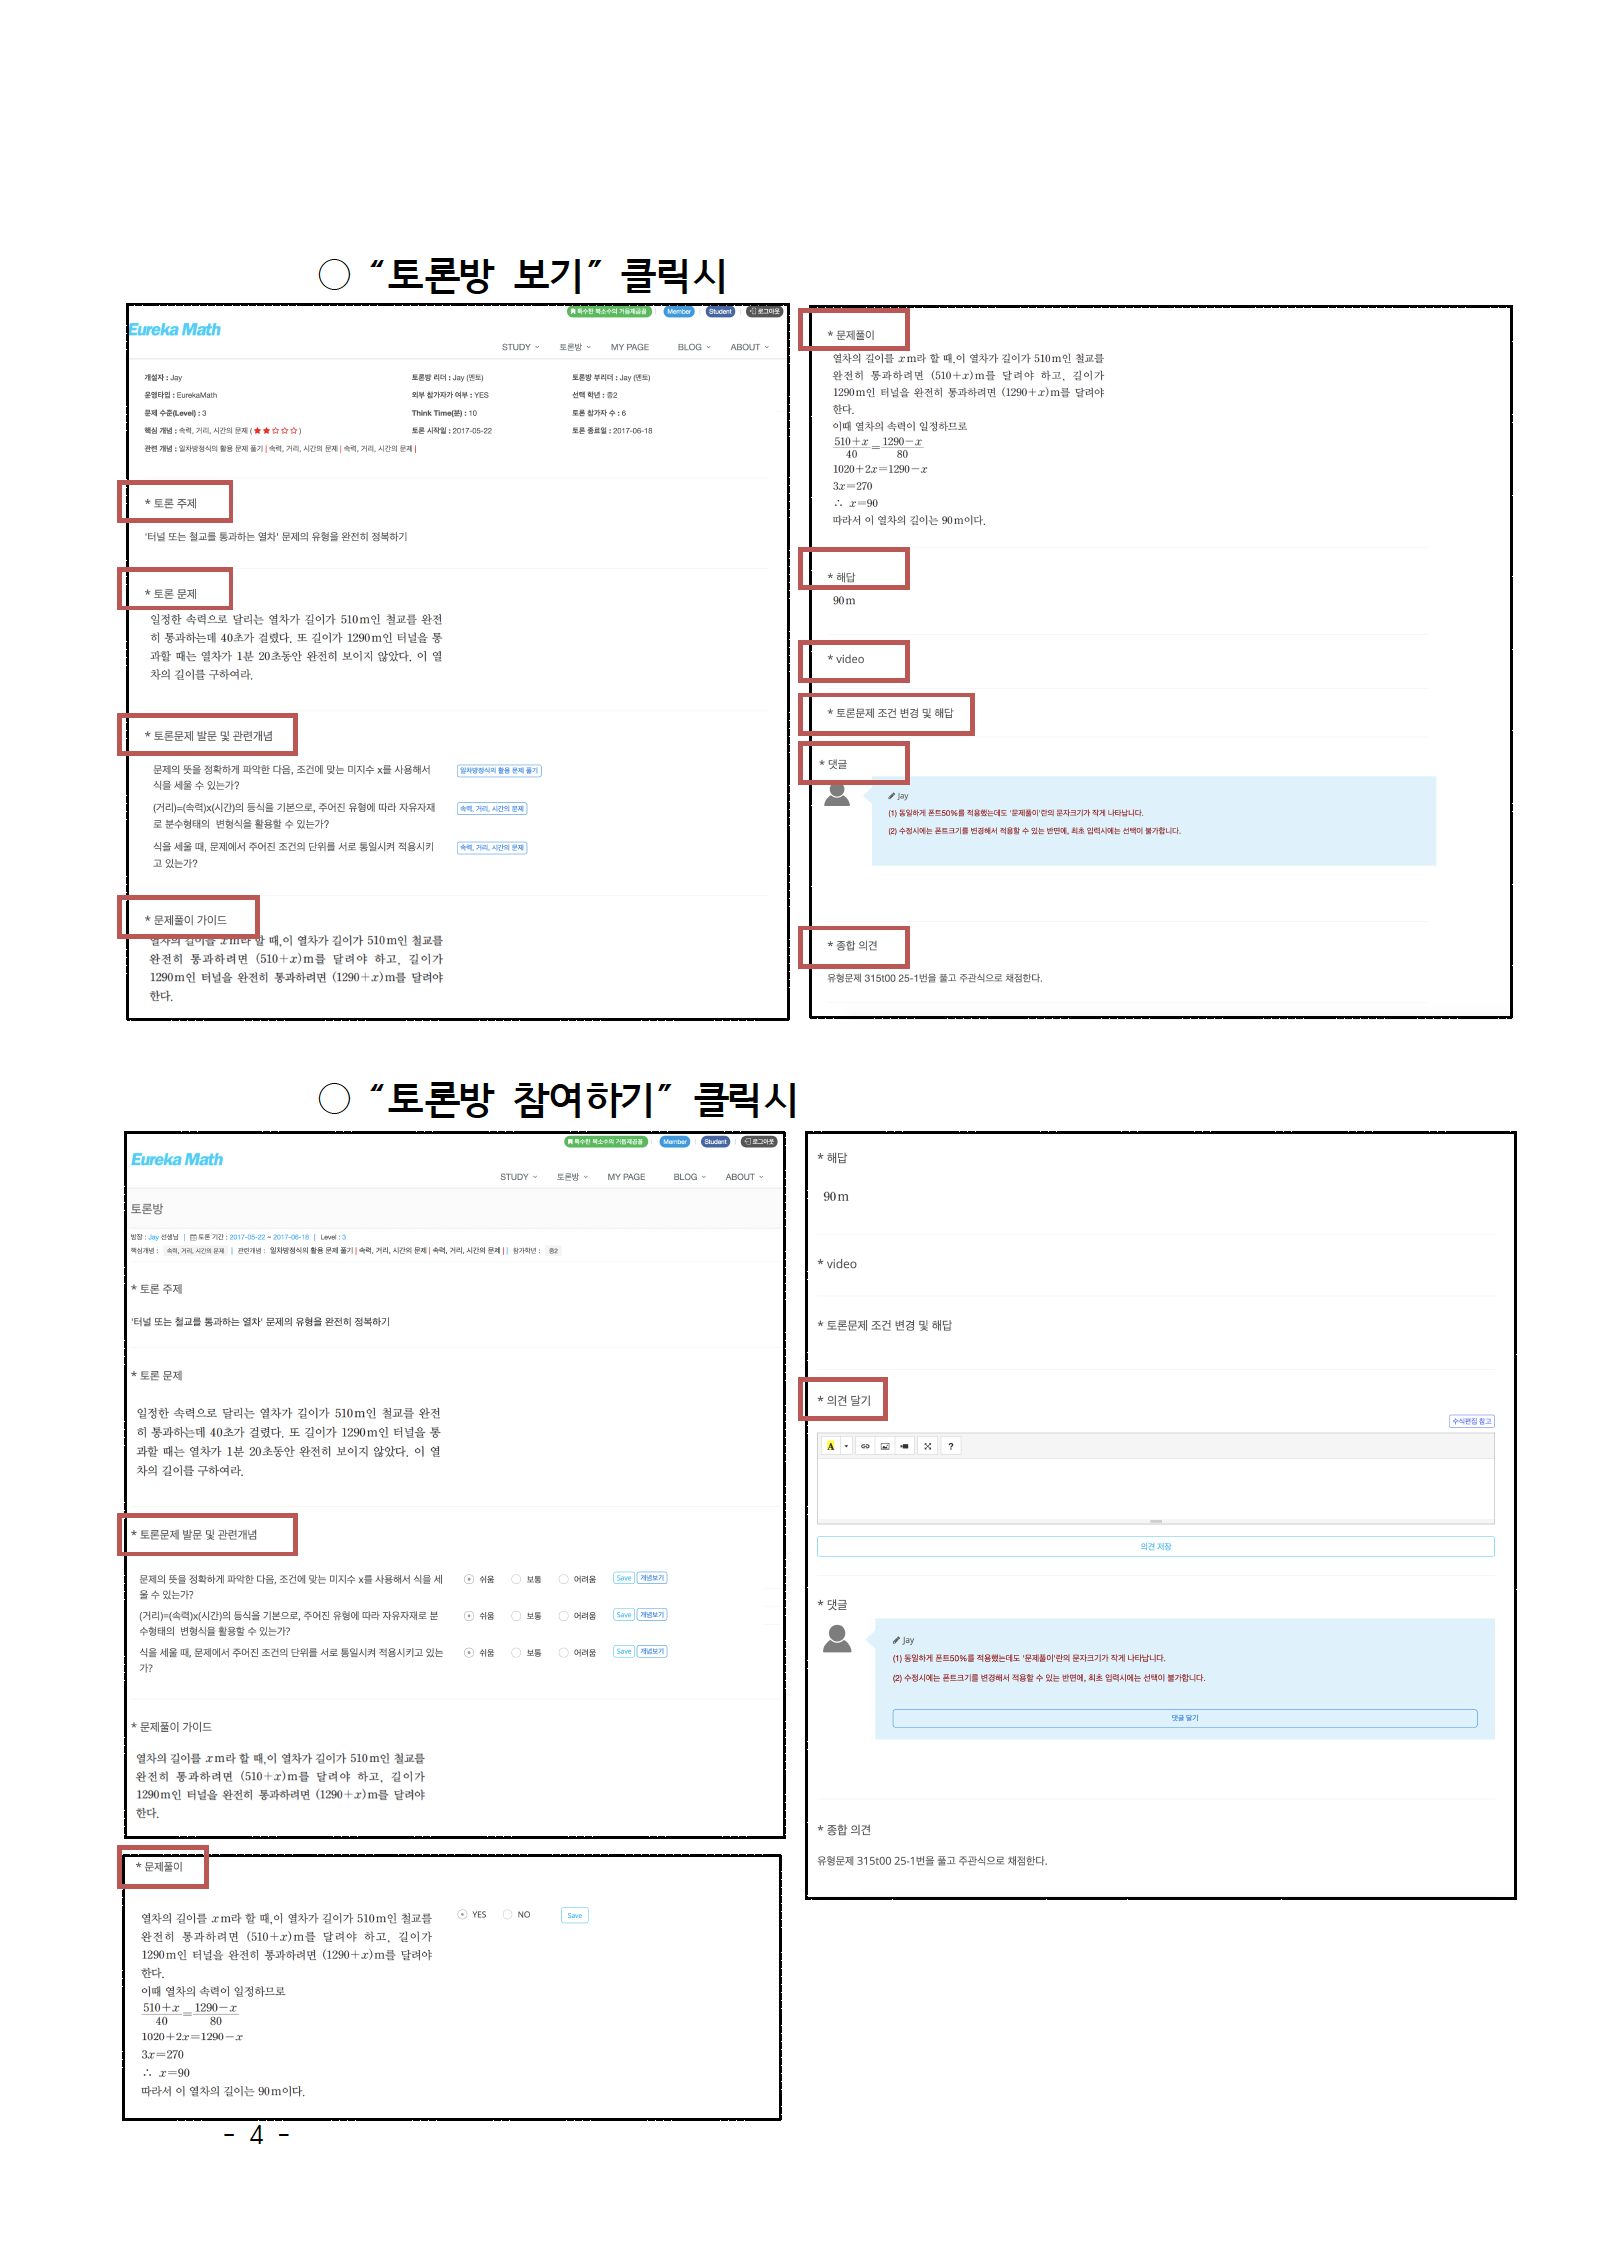 ○ “토론방 보기” 클릭시
특수한 복소수의 거듭제곱꼴 | Member | Student | 로그아웃
Eureka Math
STUDY 토론방 MY PAGE BLOG ABOUT
개설자 : Jay 토론방 리더 : Jay (멘토) 토론방 부리더 : Jay (멘토)
운영타입 : EurekaMath 외부 참가자가 여부 : YES 선택 학년 : 중2
문제 수준(Level) : 3 Think Time(분) : 10 토론 참가자 수 : 6
핵심 개념 : 속력, 거리, 시간의 문제 ( ★★☆☆☆ ) 토론 시작일 : 2017-05-22 토론 종료일 : 2017-06-18
관련 개념 : 일차방정식의 활용 문제 풀기 | 속력, 거리, 시간의 문제 | 속력, 거리, 시간의 문제 |
* 토론 주제
'터널 또는 철교를 통과하는 열차' 문제의 유형을 완전히 정복하기
* 토론 문제
일정한 속력으로 달리는 열차가 길이가 510m인 철교를 완전
히 통과하는데 40초가 걸렸다. 또 길이가 1290m인 터널을 통
과할 때는 열차가 1분 20초동안 완전히 보이지 않았다. 이 열
차의 길이를 구하여라.
* 토론문제 발문 및 관련개념
문제의 뜻을 정확하게 파악한 다음, 조건에 맞는 미지수 x를 사용해서 일차방정식의 활용 문제 풀기
식을 세울 수 있는가?
(거리)=(속력)x(시간)의 등식을 기본으로, 주어진 유형에 따라 자유자재 속력, 거리, 시간의 문제
로 분수형태의 변형식을 활용할 수 있는가?
식을 세울 때, 문제에서 주어진 조건의 단위를 서로 통일시켜 적용시키 속력, 거리, 시간의 문제
고 있는가?
* 문제풀이 가이드
열차의 길이를 xm라 할 때,이 열차가 길이가 510m인 철교를
완전히 통과하려면 (510+x)m를 달려야 하고, 길이가
1290m인 터널을 완전히 통과하려면 (1290+x)m를 달려야
한다.
* 문제풀이
열차의 길이를 xm라 할 때,이 열차가 길이가 510m인 철교를
완전히 통과하려면 (510+x)m를 달려야 하고, 길이가
1290m인 터널을 완전히 통과하려면 (1290+x)m를 달려야
한다.
이때 열차의 속력이 일정하므로
510+x/40=1290-x/80
1020+2x=1290-x
3x=270
∴ x=90
따라서 이 열차의 길이는 90m이다.
* 해답
90m
* video
* 토론문제 조건 변경 및 해답
* 댓글
Jay
(1) 동일하게 폰트50%를 적용했는데도 '문제풀이'란의 문자크기가 작게 나타납니다.
(2) 수정시에는 폰트크기를 변경해서 적용할 수 있는 반면에, 최초 입력시에는 선택이 불가합니다.
* 종합 의견
유형문제 315t00 25-1번을 풀고 주관식으로 채점한다.
○ “토론방 참여하기” 클릭시
특수한 복소수의 거듭제곱꼴 | Member | Student | 로그아웃
Eureka Math
STUDY 토론방 MY PAGE BLOG ABOUT
토론방
방장 : Jay 선생님 | 토론 기간 : 2017-05-22 ~ 2017-06-18 | Level : 3
핵심개념 : 속력, 거리, 시간의 문제 | 관련개념 : 일차방정식의 활용 문제 풀기 | 속력, 거리, 시간의 문제 | 속력, 거리, 시간의 문제 | | 참가학년 : 중2
* 토론 주제
'터널 또는 철교를 통과하는 열차' 문제의 유형을 완전히 정복하기
* 토론 문제
일정한 속력으로 달리는 열차가 길이가 510m인 철교를 완전
히 통과하는데 40초가 걸렸다. 또 길이가 1290m인 터널을 통
과할 때는 열차가 1분 20초동안 완전히 보이지 않았다. 이 열
차의 길이를 구하여라.
* 토론문제 발문 및 관련개념
문제의 뜻을 정확하게 파악한 다음, 조건에 맞는 미지수 x를 사용해서 식을 세 쉬움 보통 어려움 Save 개념보기
울 수 있는가?
(거리)=(속력)x(시간)의 등식을 기본으로, 주어진 유형에 따라 자유자재로 분 쉬움 보통 어려움 Save 개념보기
수형태의 변형식을 활용할 수 있는가?
식을 세울 때, 문제에서 주어진 조건의 단위를 서로 통일시켜 적용시키고 있는 쉬움 보통 어려움 Save 개념보기
가?
* 문제풀이 가이드
열차의 길이를 xm라 할 때,이 열차가 길이가 510m인 철교를
완전히 통과하려면 (510+x)m를 달려야 하고, 길이가
1290m인 터널을 완전히 통과하려면 (1290+x)m를 달려야
한다.
* 문제풀이
열차의 길이를 xm라 할 때,이 열차가 길이가 510m인 철교를 YES NO Save
완전히 통과하려면 (510+x)m를 달려야 하고, 길이가
1290m인 터널을 완전히 통과하려면 (1290+x)m를 달려야
한다.
이때 열차의 속력이 일정하므로
510+x/40=1290-x/80
1020+2x=1290-x
3x=270
∴ x=90
따라서 이 열차의 길이는 90m이다.
* 해답
90m
* video
* 토론문제 조건 변경 및 해답
* 의견 달기
수식편집 참고
A ?
의견 저장
* 댓글
Jay
(1) 동일하게 폰트50%를 적용했는데도 '문제풀이'란의 문자크기가 작게 나타납니다.
(2) 수정시에는 폰트크기를 변경해서 적용할 수 있는 반면에, 최초 입력시에는 선택이 불가합니다.
댓글 달기
* 종합 의견
유형문제 315t00 25-1번을 풀고 주관식으로 채점한다.
- 4 -